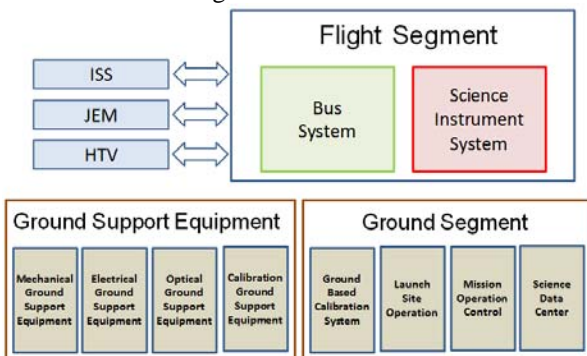 Flight Segment
ISS
JEM
HTV
Bus
System
Science
Instrument
System
Ground Support Equipment
Mechanical
Ground
Support
Equipment
Electrical
Ground
Support
Equipment
Optical
Ground
Support
Equipment
Calibration
Ground
Support
Equipment
Ground Segment
Ground
Based
Calibration
System
Launch
Site
Operation
Mission
Operation
Control
Science
Data
Center